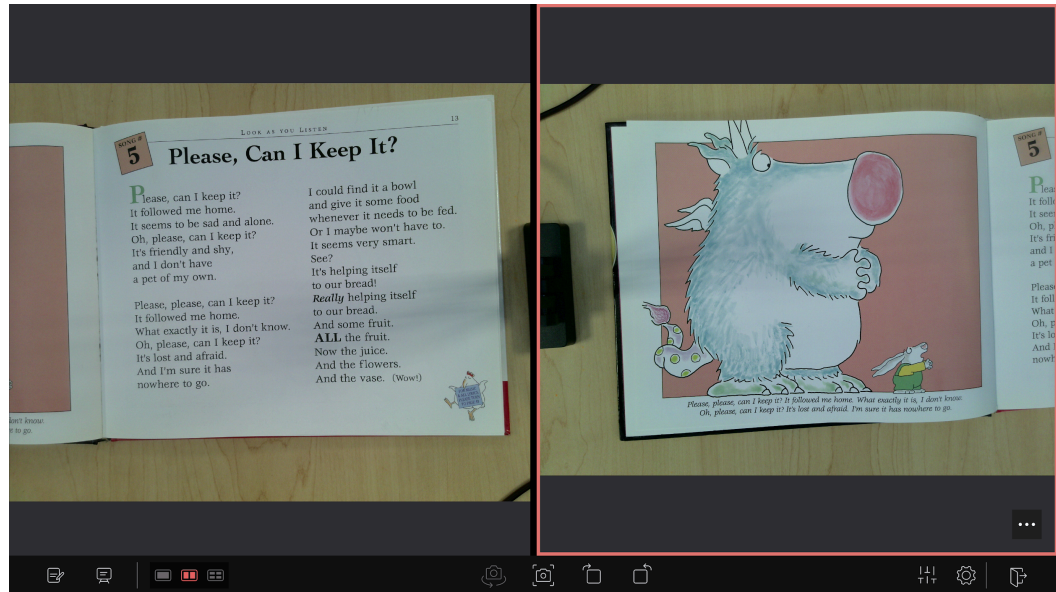 LOOK AS YOU LISTEN
13
SONG #
5
Please, Can I Keep It?
Please, can I keep it?
It followed me home.
It seems to be sad and alone.
Oh, please, can I keep it?
It's friendly and shy,
and I don't have
a pet of my own.
Please, please, can I keep it?
It followed me home.
What exactly it is, I don't know.
Oh, please, can I keep it?
It's lost and afraid.
And I'm sure it has
nowhere to go.
I could find it a bowl
and give it some food
whenever it needs to be fed.
Or I maybe won't have to.
It seems very smart.
See?
It's helping itself
to our bread!
Really helping itself
to our bread.
And some fruit.
ALL the fruit.
Now the juice.
And the flowers.
And the vase. (Wow!)
don't know.
to go.
Please, please, can I keep it? It followed me home. What exactly it is, I don't know.
Oh, please, can I keep it? It's lost and afraid. I'm sure it has nowhere to go.
SONG #
5